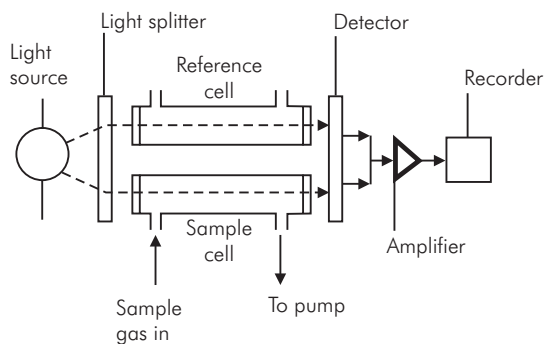 Light splitter
Detector
Light
source
Reference
cell
Recorder
Sample
cell
Amplifier
Sample
gas in
To pump